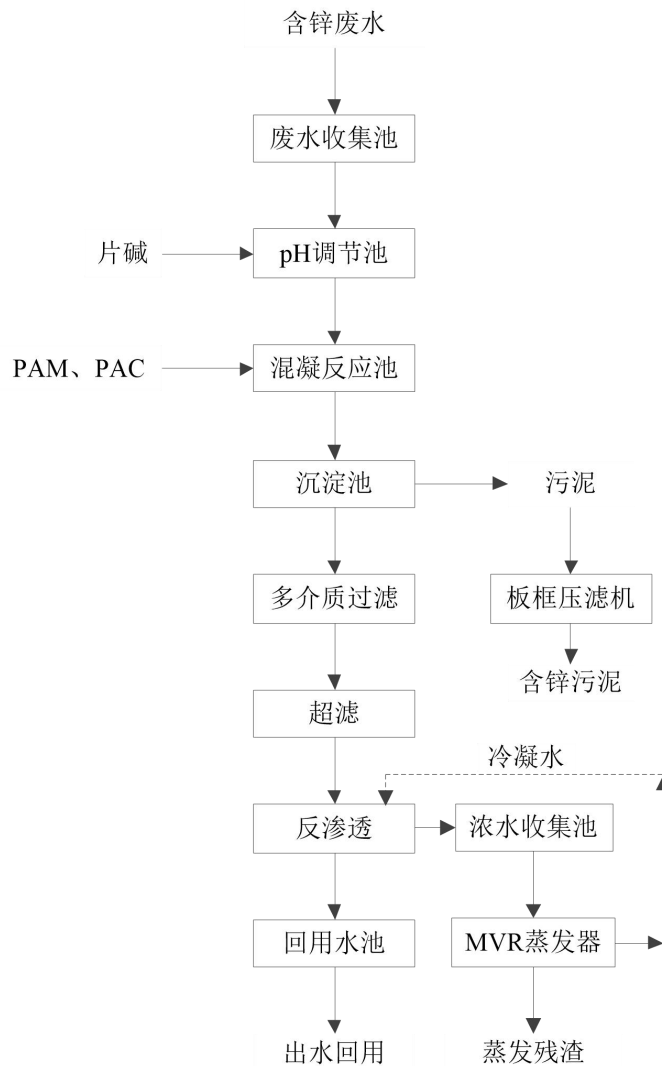 含锌废水
废水收集池
片碱
pH调节池
PAM、PAC
混凝反应池
沉淀池
污泥
多介质过滤
板框压滤机
含锌污泥
超滤
冷凝水
反渗透
浓水收集池
回用水池
MVR蒸发器
出水回用
蒸发残渣